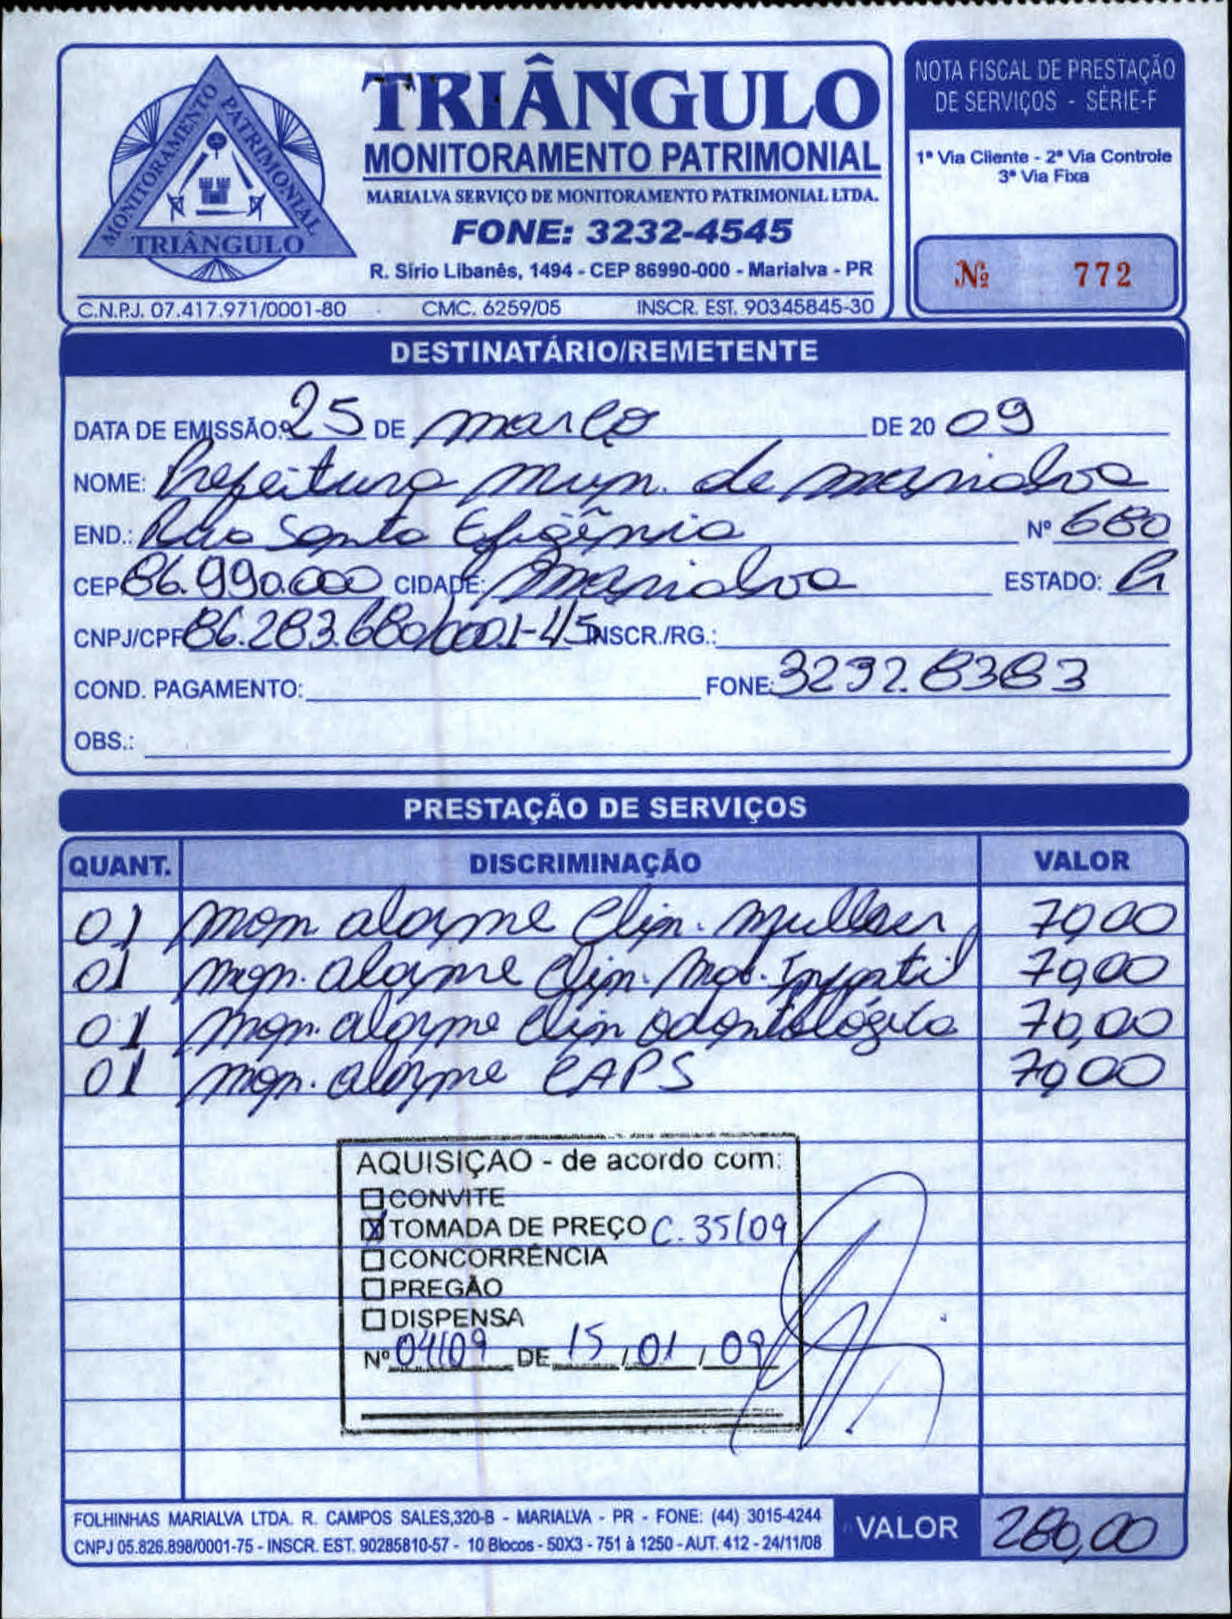 MONITORAMENTO PATRIMONIAL
TRIÂNGULO
TRIÂNGULO
MONITORAMENTO PATRIMONIAL
MARIALVA SERVIÇO DE MONITORAMENTO PATRIMONIAL LTDA.
FONE: 3232-4545
R. Sírio Libanês, 1494 - CEP 86990-000 - Marialva - PR
C.N.P.J. 07.417.971/0001-80 CMC. 6259/05 INSCR. EST. 90345845-30
NOTA FISCAL DE PRESTAÇÃO
DE SERVIÇOS - SÉRIE-F
1ª Via Cliente - 2ª Via Controle
3ª Via Fixa
Nº 772
DESTINATÁRIO/REMETENTE
DATA DE EMISSÃO: 25 DE março DE 20 09
NOME: Prefeitura Mun. de Marialva
END.: Rua Santa Efigênia Nº 680
CEP 86.990.000 CIDADE: Marialva ESTADO: Pr
CNPJ/CPF 86.283.680/0001-45 INSCR./RG.:
COND. PAGAMENTO: FONE: 3232.8383
OBS.:
PRESTAÇÃO DE SERVIÇOS
QUANT. DISCRIMINAÇÃO VALOR
01 Mon alarme Clin. Mulher 70,00
01 Mon. alarme Clin. Mat. Infantil 70,00
01 Mon. alarme Clin odontológica 70,00
01 Mon. alarme CAPS 70,00
AQUISIÇÃO - de acordo com:
CONVITE
TOMADA DE PREÇO C. 35/09
CONCORRÊNCIA
PREGÃO
DISPENSA
Nº 04/09 DE 15 / 01 / 09
FOLHINHAS MARIALVA LTDA. R. CAMPOS SALES,320-B - MARIALVA - PR - FONE: (44) 3015-4244
CNPJ 05.826.898/0001-75 - INSCR. EST. 90285810-57 - 10 Blocos - 50X3 - 751 à 1250 - AUT. 412 - 24/11/08
VALOR 280,00